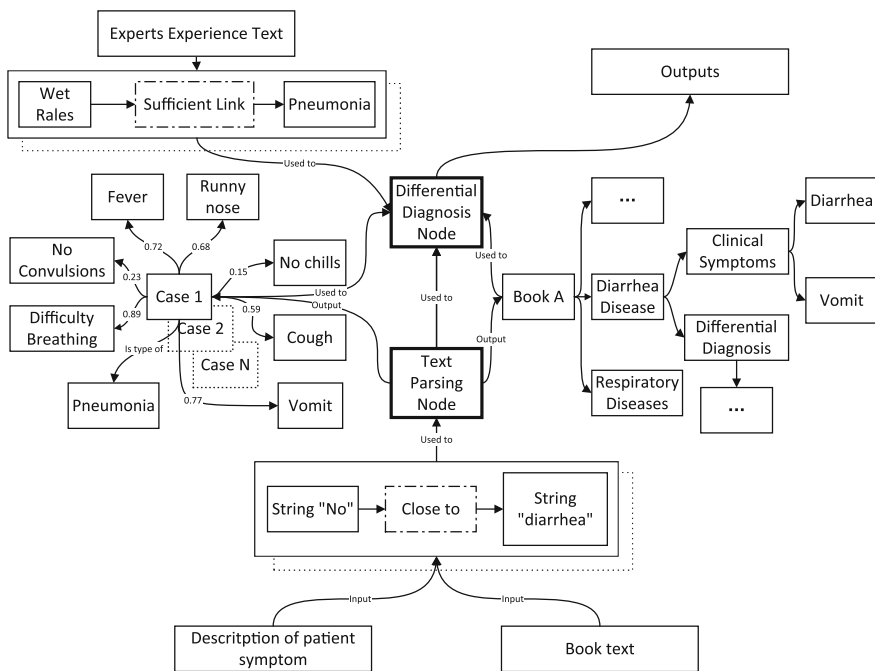 Experts Experience Text
Outputs
Wet
Rales
Sufficient Link
Pneumonia
Used to
Fever
Runny
nose
Differential
Diagnosis
Node
...
Diarrhea
Clinical
Symptoms
No
Convulsions
0.72
0.68
0.23
0.15
No chills
Used to
Case 1
Used to
Output
Used to
Book A
Diarrhea
Disease
Vomit
Difficulty
Breathing
0.89
0.59
Case 2
Cough
Is type of
Case N
Output
Differential
Diagnosis
Text
Parsing
Node
Respiratory
Diseases
Pneumonia
0.77
Vomit
...
Used to
String "No"
Close to
String
"diarrhea"
Input
Input
Descritption of patient
symptom
Book text